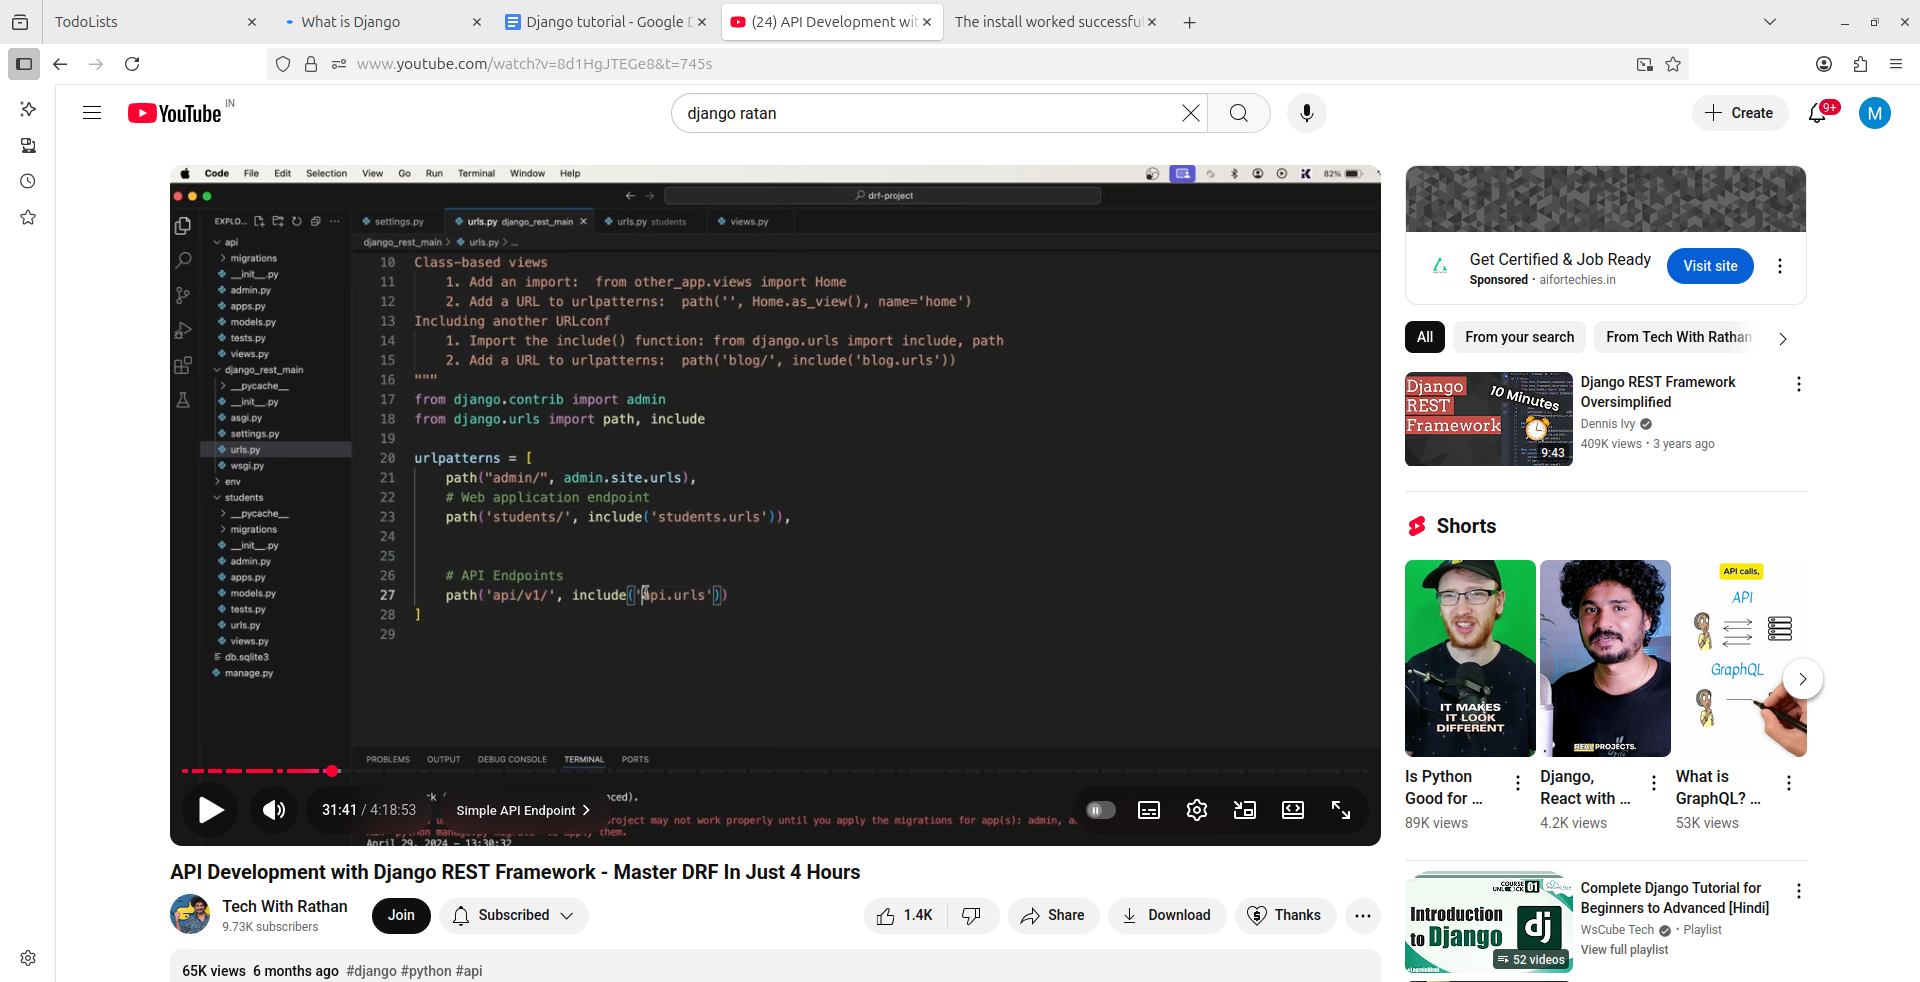 TodoLists
What is Django
Django tutorial - Google D
(24) API Development wit
The install worked successful
www.youtube.com/watch?v=8d1HgJTEGe8&t=745s
YouTube IN
django ratan
Create
9+
M
Code File Edit Selection View Go Run Terminal Window Help
82%
drf-project
EXPLO...
settings.py
urls.py django_rest_main
urls.py students
views.py
django_rest_main > urls.py > ...
api
migrations
__init__.py
admin.py
apps.py
models.py
tests.py
views.py
django_rest_main
__pycache__
__init__.py
asgi.py
settings.py
urls.py
wsgi.py
env
students
__pycache__
migrations
__init__.py
admin.py
apps.py
models.py
tests.py
urls.py
views.py
db.sqlite3
manage.py
10 Class-based views
11 1. Add an import: from other_app.views import Home
12 2. Add a URL to urlpatterns: path('', Home.as_view(), name='home')
13 Including another URLconf
14 1. Import the include() function: from django.urls import include, path
15 2. Add a URL to urlpatterns: path('blog/', include('blog.urls'))
16 """
17 from django.contrib import admin
18 from django.urls import path, include
19
20 urlpatterns = [
21 path("admin/", admin.site.urls),
22 # Web application endpoint
23 path('students/', include('students.urls')),
24
25
26 # API Endpoints
27 path('api/v1/', include('api.urls'))
28 ]
29
PROBLEMS OUTPUT DEBUG CONSOLE TERMINAL PORTS
31:41 / 4:18:53
Simple API Endpoint
project may not work properly until you apply the migrations for app(s): admin,
April 29, 2024 - 13:30:32
API Development with Django REST Framework - Master DRF In Just 4 Hours
Tech With Rathan
9.73K subscribers
Join
Subscribed
1.4K
Share
Download
Thanks
65K views 6 months ago #django #python #api
Get Certified & Job Ready
Sponsored · aifortechies.in
Visit site
All
From your search
From Tech With Rathan
Django
REST
Framework
10 Minutes
9:43
Django REST Framework
Oversimplified
Dennis Ivy
409K views · 3 years ago
Shorts
IT MAKES
IT LOOK
DIFFERENT
REAL PROJECTS.
API calls,
API
GraphQL
Is Python
Good for ...
89K views
Django,
React with ...
4.2K views
What is
GraphQL? ...
53K views
COURSE
01
Introduction
to Django
dj
52 videos
Complete Django Tutorial for
Beginners to Advanced [Hindi]
WsCube Tech · Playlist
View full playlist